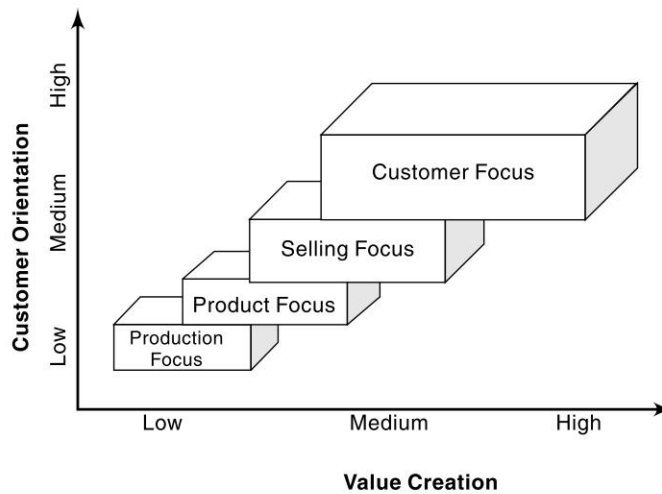 Customer Orientation
High
Medium
Low
Customer Focus
Selling Focus
Product Focus
Production
Focus
Low
Medium
High
Value Creation